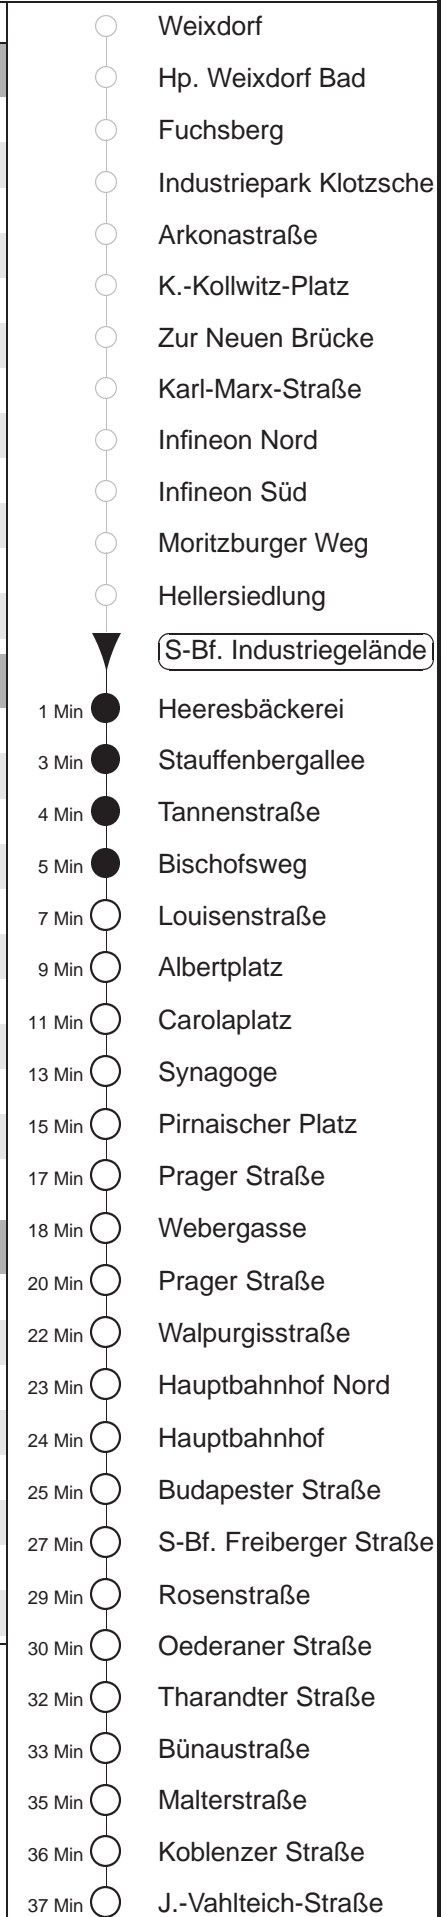 Weixdorf
Hp. Weixdorf Bad
Fuchsberg
Industriepark Klotzsche
Arkonastraße
K.-Kollwitz-Platz
Zur Neuen Brücke
Karl-Marx-Straße
Infineon Nord
Infineon Süd
Moritzburger Weg
Hellersiedlung
S-Bf. Industriegelände
1 Min Heeresbäckerei
3 Min Stauffenbergallee
4 Min Tannenstraße
5 Min Bischofsweg
7 Min Louisenstraße
9 Min Albertplatz
11 Min Carolaplatz
13 Min Synagoge
15 Min Pirnaischer Platz
17 Min Prager Straße
18 Min Webergasse
20 Min Prager Straße
22 Min Walpurgisstraße
23 Min Hauptbahnhof Nord
24 Min Hauptbahnhof
25 Min Budapester Straße
27 Min S-Bf. Freiberger Straße
29 Min Rosenstraße
30 Min Oederaner Straße
32 Min Tharandter Straße
33 Min Bünaustraße
35 Min Malterstraße
36 Min Koblenzer Straße
37 Min J.-Vahlteich-Straße